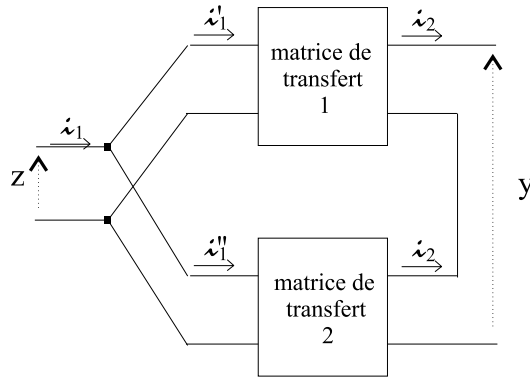 i'1
i2
matrice de
transfert
1
i1
z
y
i''1
i2
matrice de
transfert
2